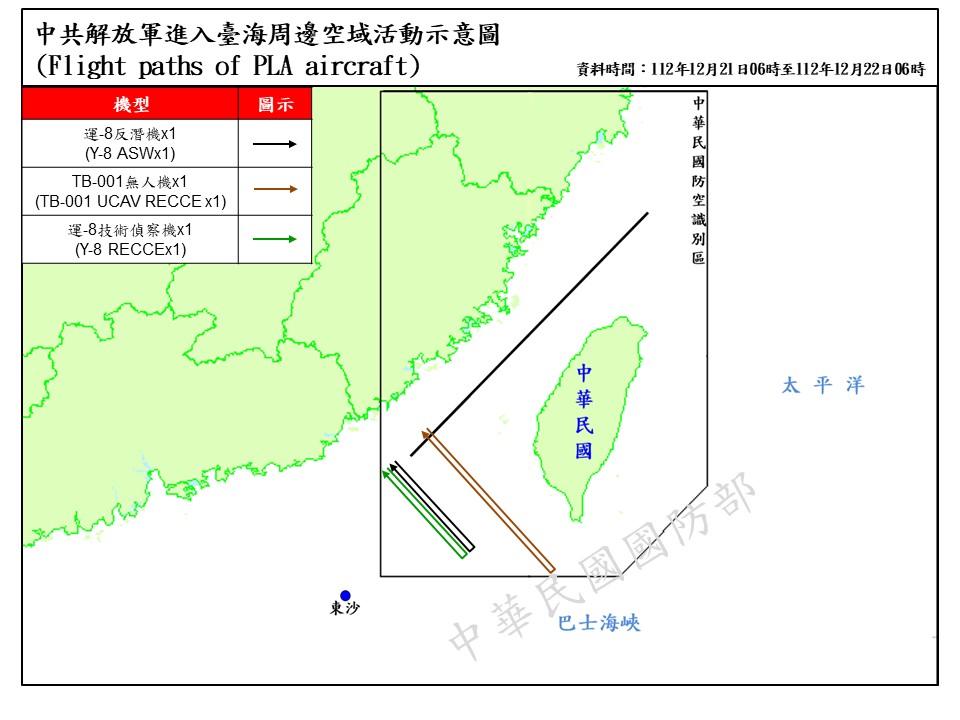 中共解放軍進入臺海周邊空域活動示意圖
(Flight paths of PLA aircraft)
資料時間：112年12月21日06時至112年12月22日06時
機型
圖示
運-8反潛機x1
(Y-8 ASWx1)
TB-001無人機x1
(TB-001 UCAV RECCE x1)
運-8技術偵察機x1
(Y-8 RECCEx1)
中華民國防空識別區
中華民國
太平洋
東沙
巴士海峽
中華民國國防部